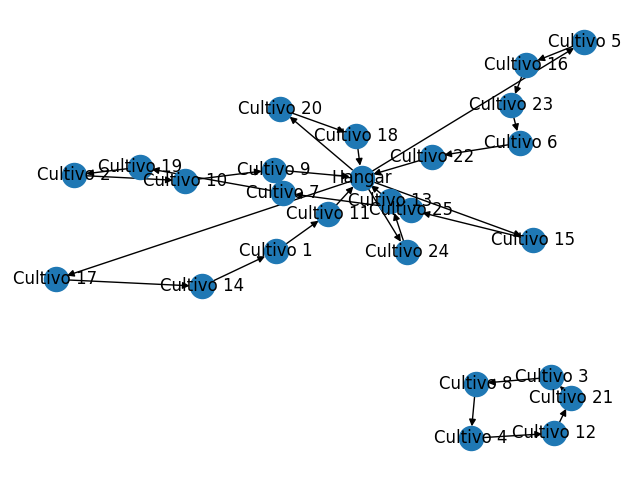 Cultivo 5
Cultivo 16
Cultivo 23
Cultivo 20
Cultivo 18
Cultivo 6
Cultivo 22
Cultivo 19
Cultivo 9
Cultivo 2
Cultivo 10
Hangar
Cultivo 7
Cultivo 13
Cultivo 25
Cultivo 11
Cultivo 15
Cultivo 1
Cultivo 24
Cultivo 17
Cultivo 14
Cultivo 3
Cultivo 8
Cultivo 21
Cultivo 12
Cultivo 4